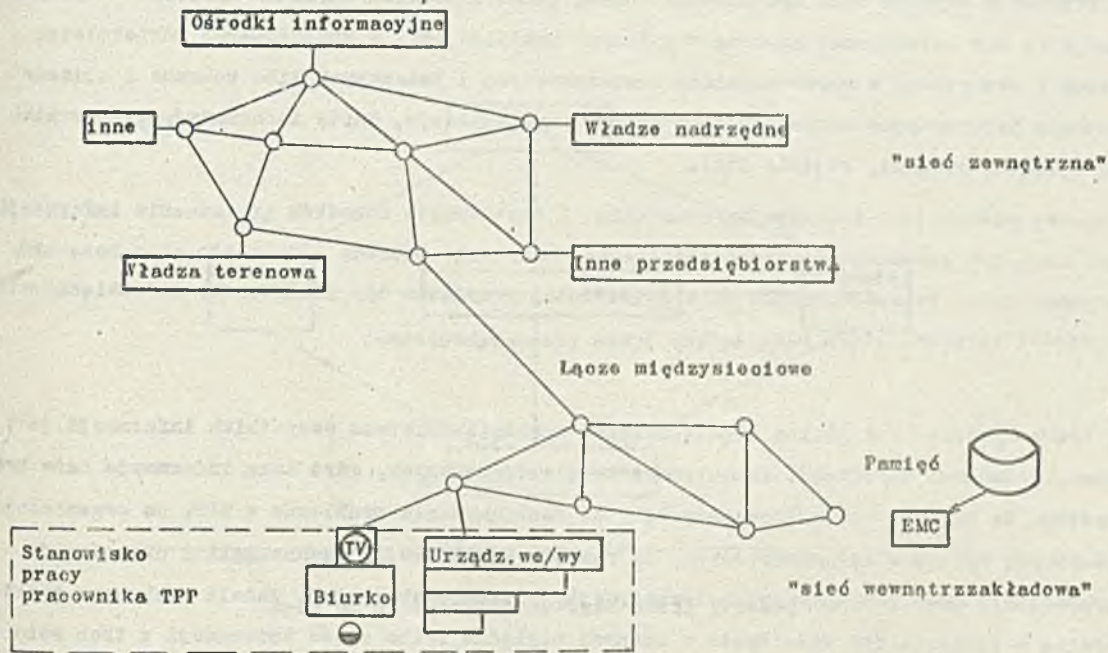 Ośrodki informacyjne
inne
Władze nadrzędne
"sieć zewnętrzna"
Władza terenowa
Inne przedsiębiorstwa
Łącze międzysieciowe
Pamięć
EMC
"sieć wewnątrzzakładowa"
Stanowisko
pracy
pracownika TPP
TV
Biurko
Urządz.we/wy